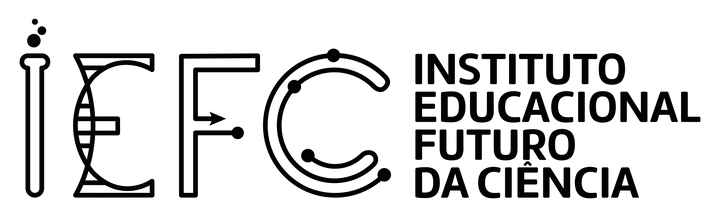 IEFC
INSTITUTO
EDUCACIONAL
FUTURO
DA CIÊNCIA